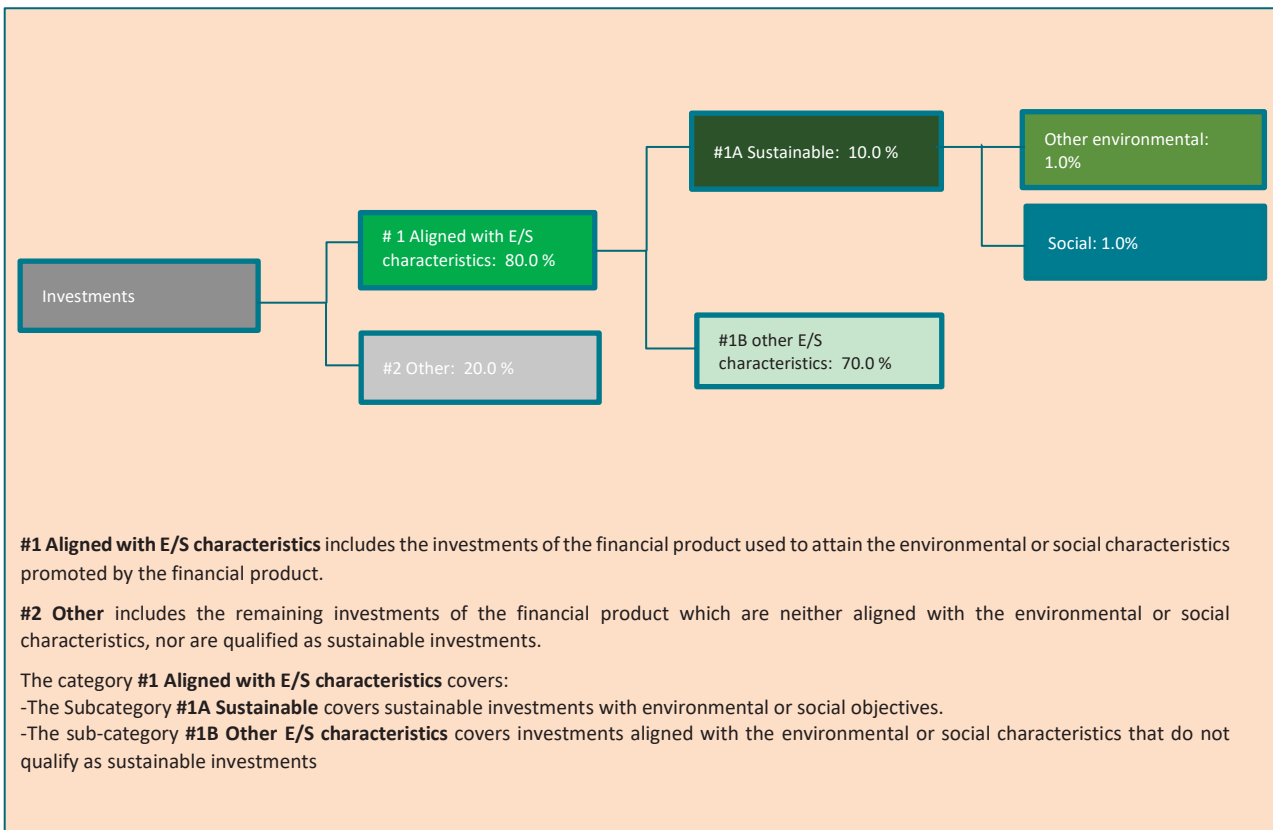 Investments
# 1 Aligned with E/S
characteristics:  80.0 %
#2 Other:  20.0 %
#1A Sustainable:  10.0 %
#1B other E/S
characteristics:  70.0 %
Other environmental:
1.0%
Social: 1.0%
#1 Aligned with E/S characteristics includes the investments of the financial product used to attain the environmental or social characteristics
promoted by the financial product.
#2 Other includes the remaining investments of the financial product which are neither aligned with the environmental or social
characteristics, nor are qualified as sustainable investments.
The category #1 Aligned with E/S characteristics covers:
-The Subcategory #1A Sustainable covers sustainable investments with environmental or social objectives.
-The sub-category #1B Other E/S characteristics covers investments aligned with the environmental or social characteristics that do not
qualify as sustainable investments